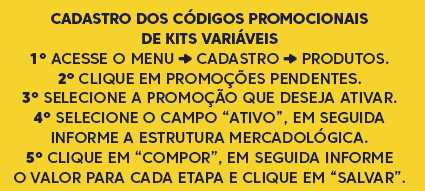 CADASTRO DOS CÓDIGOS PROMOCIONAIS
DE KITS VARIÁVEIS
1º ACESSE O MENU → CADASTRO → PRODUTOS.
2º CLIQUE EM PROMOÇÕES PENDENTES.
3º SELECIONE A PROMOÇÃO QUE DESEJA ATIVAR.
4º SELECIONE O CAMPO “ATIVO”, EM SEGUIDA
INFORME A ESTRUTURA MERCADOLÓGICA.
5º CLIQUE EM “COMPOR”, EM SEGUIDA INFORME
O VALOR PARA CADA ETAPA E CLIQUE EM “SALVAR”.